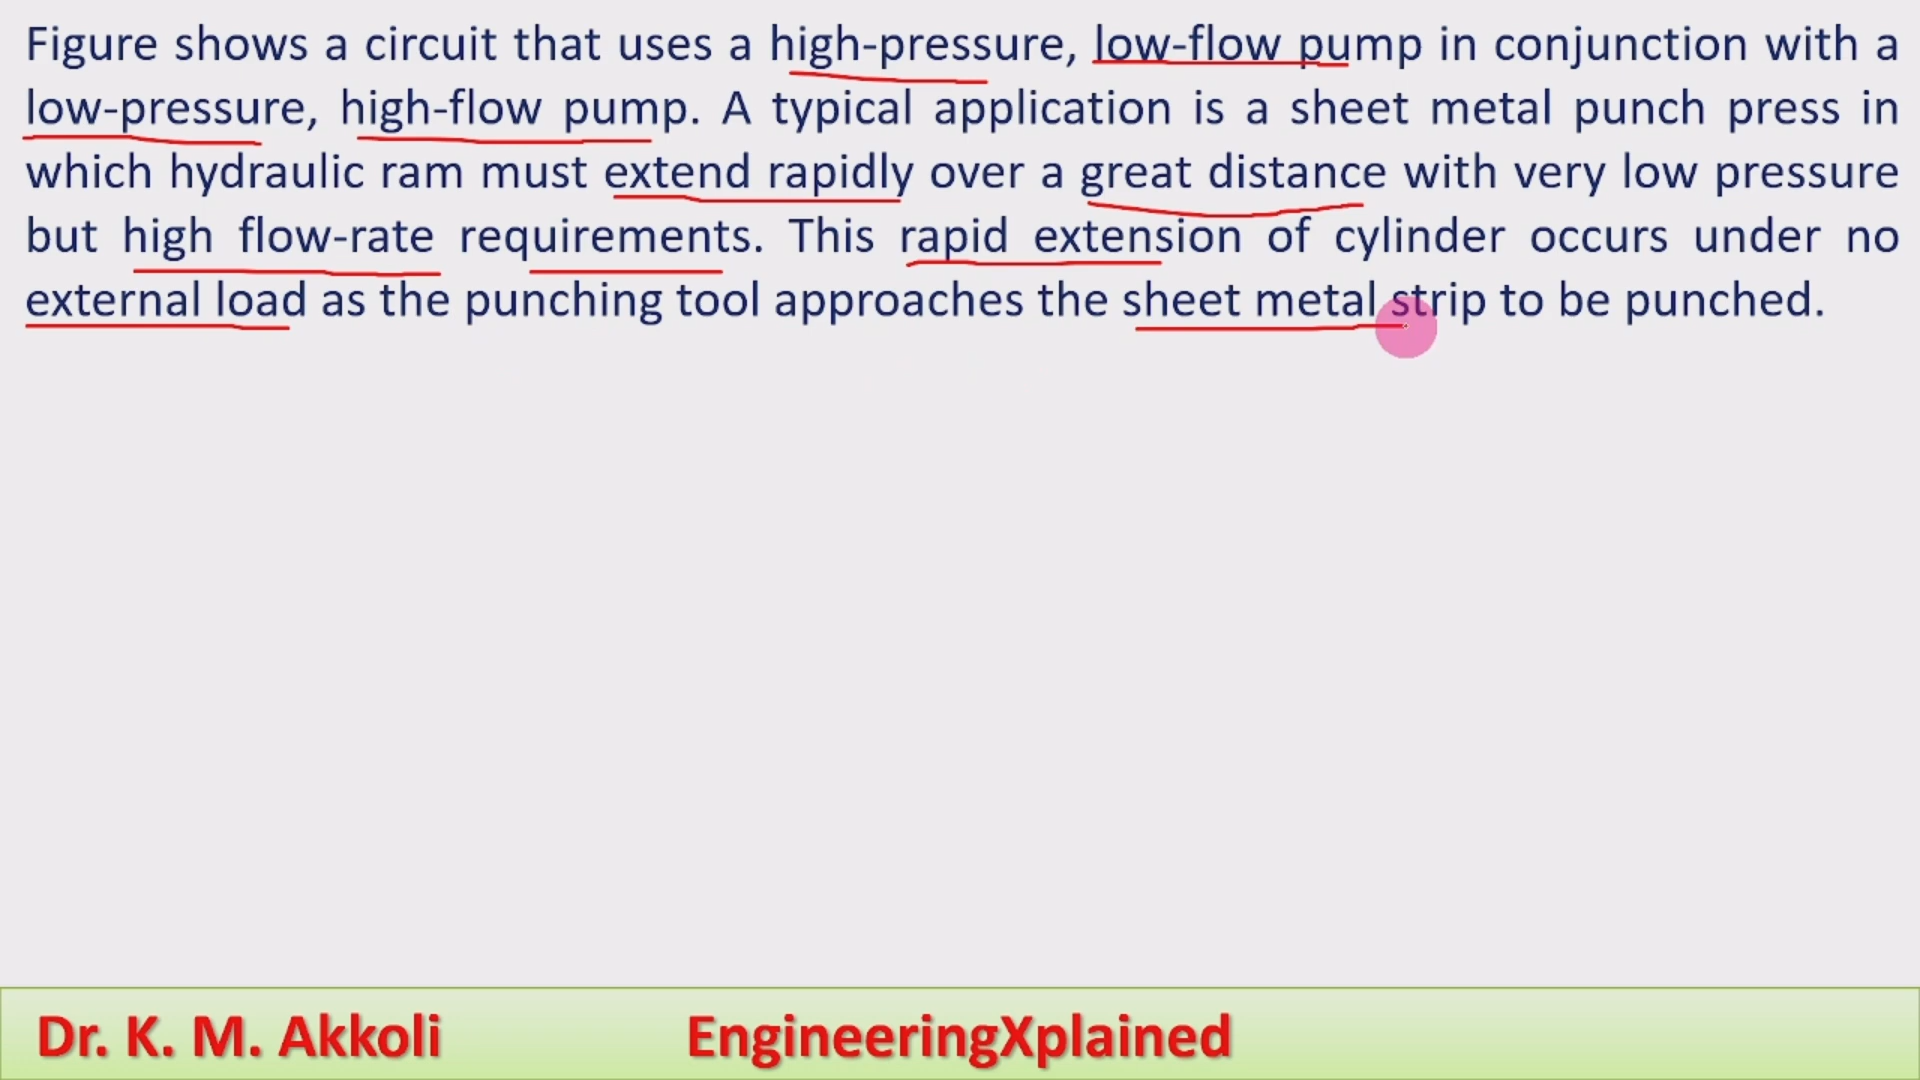 Figure shows a circuit that uses a high-pressure, low-flow pump in conjunction with a
low-pressure, high-flow pump. A typical application is a sheet metal punch press in
which hydraulic ram must extend rapidly over a great distance with very low pressure
but high flow-rate requirements. This rapid extension of cylinder occurs under no
external load as the punching tool approaches the sheet metal strip to be punched.
Dr. K. M. Akkoli EngineeringXplained